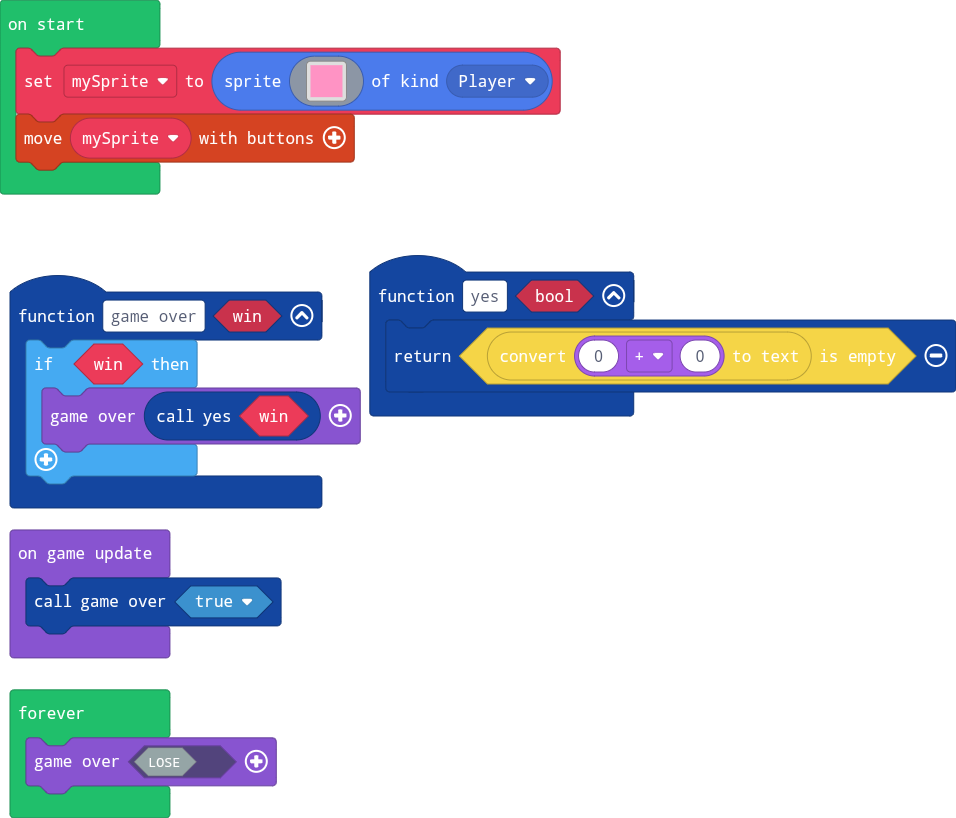 on start
set mySprite to sprite of kind Player
move mySprite with buttons
function yes bool
return convert 0 + 0 to text is empty
function game over win
if win then
game over call yes win
on game update
call game over true
forever
game over LOSE